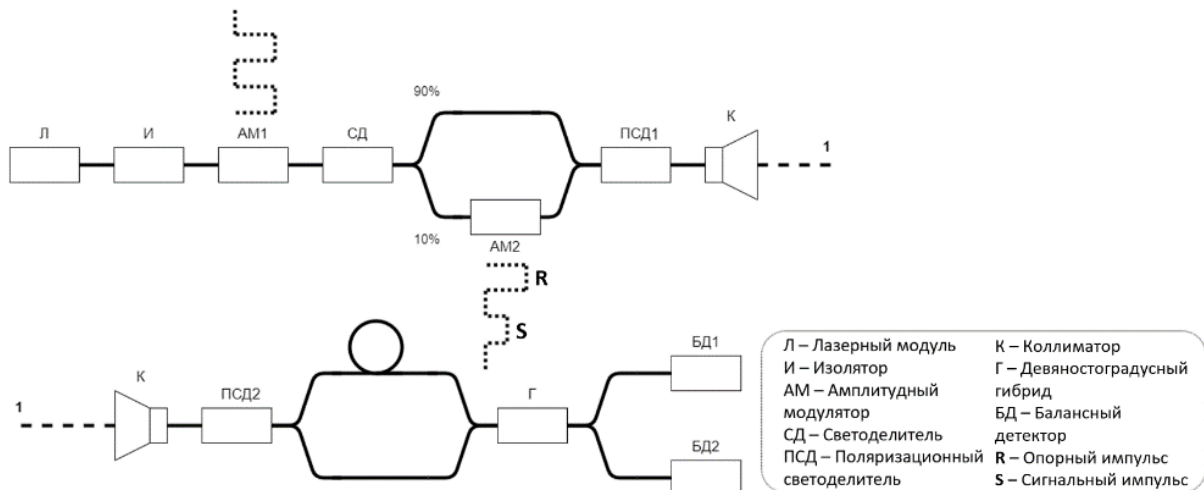 90%
Л
И
АМ1
СД
ПСД1
К
1
10%
АМ2
R
S
К
ПСД2
1
Г
БД1
БД2
Л – Лазерный модуль
И – Изолятор
АМ – Амплитудный
модулятор
СД – Светоделитель
ПСД – Поляризационный
светоделитель
К – Коллиматор
Г – Девяностоградусный
гибрид
БД – Балансный
детектор
R – Опорный импульс
S – Сигнальный импульс